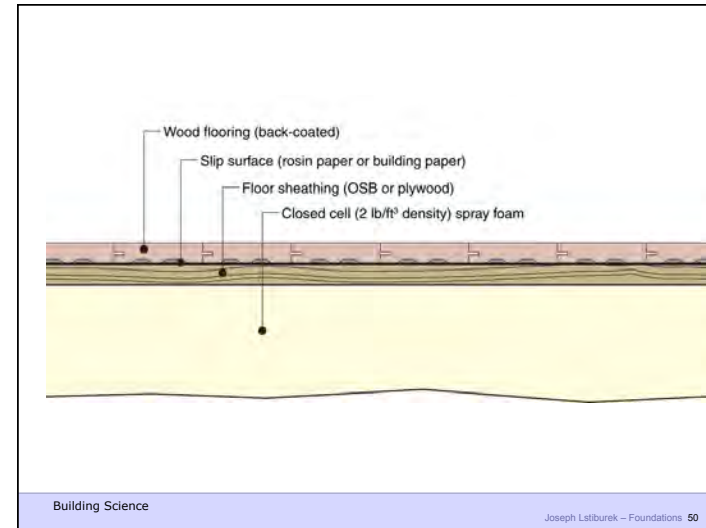 Wood flooring (back-coated)
Slip surface (rosin paper or building paper)
Floor sheathing (OSB or plywood)
Closed cell (2 lb/ft³ density) spray foam
Building Science
Joseph Lstiburek – Foundations 50